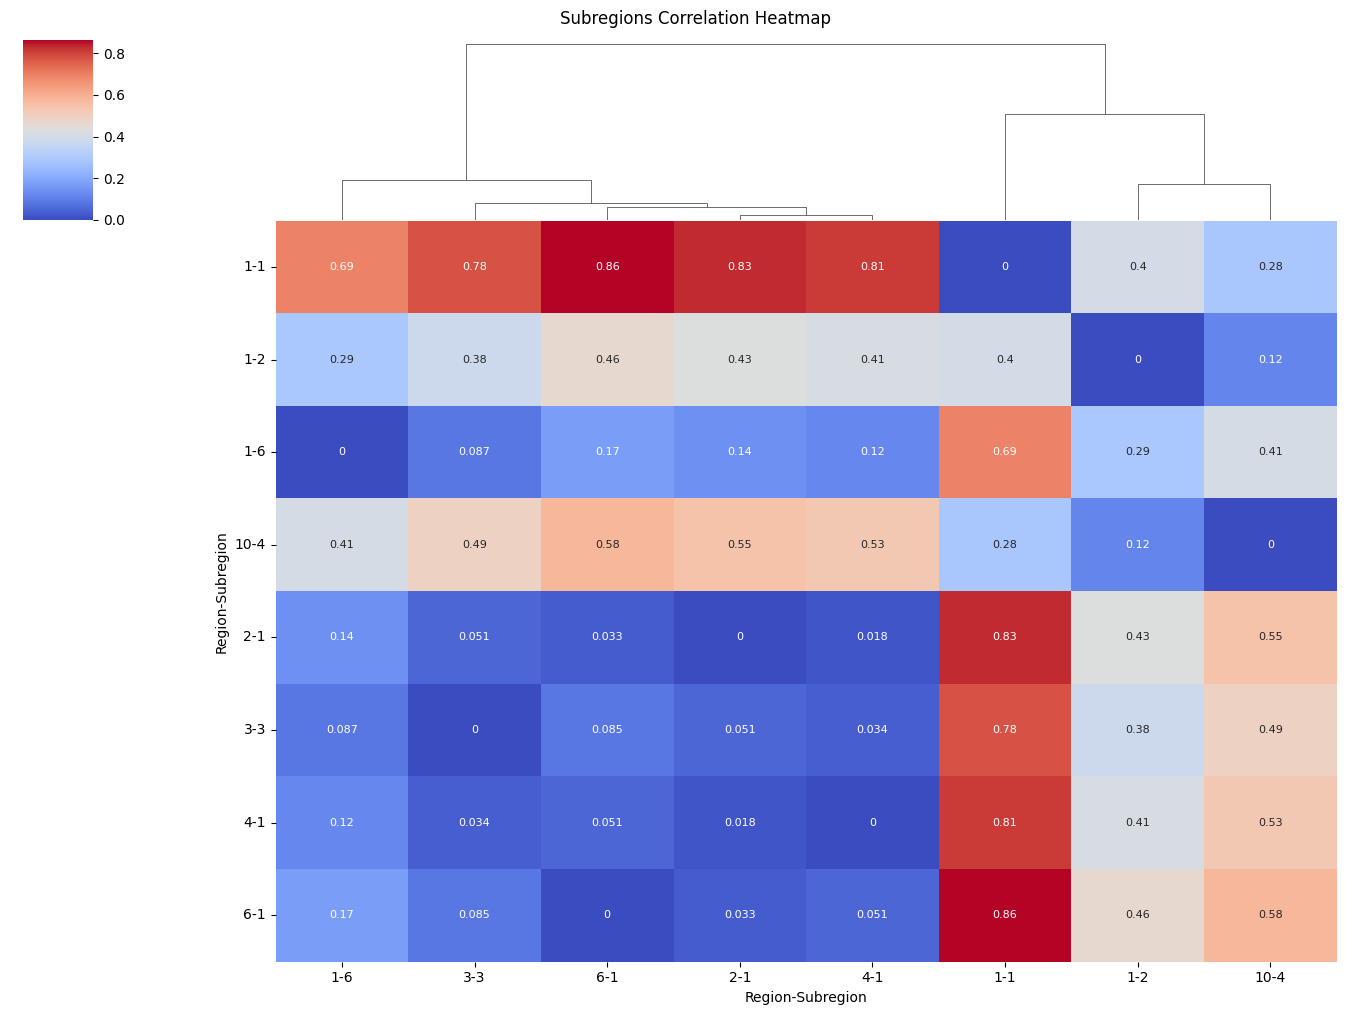 Subregions Correlation Heatmap
0.8
0.6
0.4
0.2
0.0
1-1 0.69 0.78 0.86 0.83 0.81 0 0.4 0.28
1-2 0.29 0.38 0.46 0.43 0.41 0.4 0 0.12
1-6 0 0.087 0.17 0.14 0.12 0.69 0.29 0.41
10-4 0.41 0.49 0.58 0.55 0.53 0.28 0.12 0
2-1 0.14 0.051 0.033 0 0.018 0.83 0.43 0.55
3-3 0.087 0 0.085 0.051 0.034 0.78 0.38 0.49
4-1 0.12 0.034 0.051 0.018 0 0.81 0.41 0.53
6-1 0.17 0.085 0 0.033 0.051 0.86 0.46 0.58
Region-Subregion
1-6 3-3 6-1 2-1 4-1 1-1 1-2 10-4
Region-Subregion